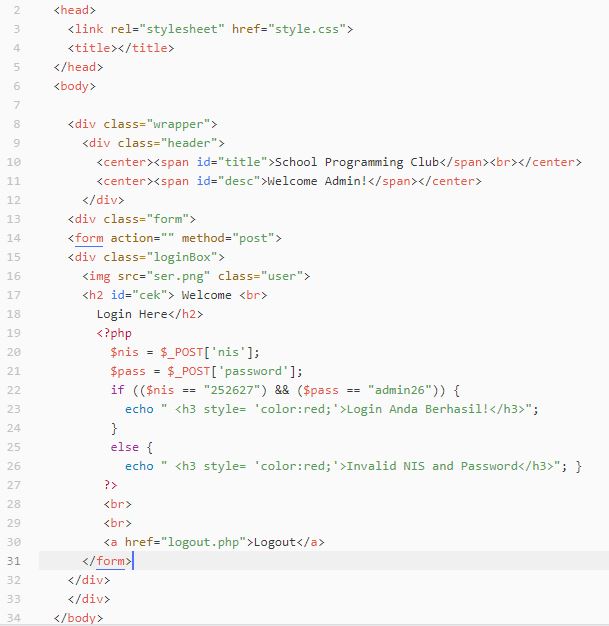 2 <head>
3 <link rel="stylesheet" href="style.css">
4 <title></title>
5 </head>
6 <body>
7
8 <div class="wrapper">
9 <div class="header">
10 <center><span id="title">School Programming Club</span><br></center>
11 <center><span id="desc">Welcome Admin!</span></center>
12 </div>
13 <div class="form">
14 <form action="" method="post">
15 <div class="loginBox">
16 <img src="ser.png" class="user">
17 <h2 id="cek"> Welcome <br>
18 Login Here</h2>
19 <?php
20 $nis = $_POST['nis'];
21 $pass = $_POST['password'];
22 if (($nis == "252627") && ($pass == "admin26")) {
23 echo " <h3 style= 'color:red;'>Login Anda Berhasil!</h3>";
24 }
25 else {
26 echo " <h3 style= 'color:red;'>Invalid NIS and Password</h3>"; }
27 ?>
28 <br>
29 <br>
30 <a href="logout.php">Logout</a>
31 </form>
32 </div>
33 </div>
34 </body>